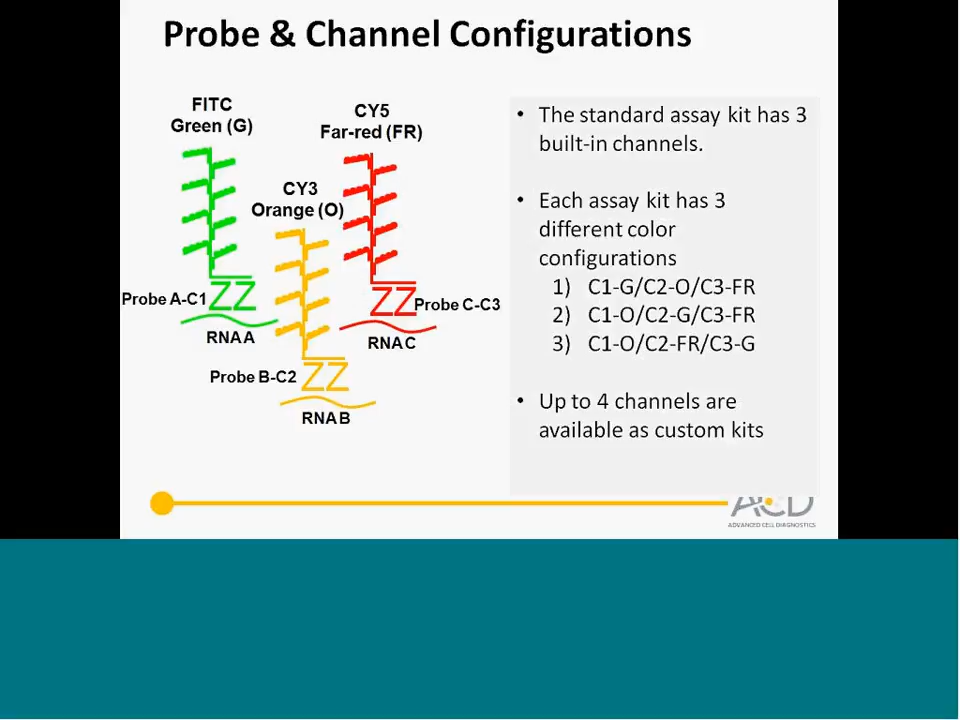 Probe & Channel Configurations
FITC
Green (G)
CY5
Far-red (FR)
CY3
Orange (O)
Probe A-C1
ZZ
RNA A
ZZ
Probe C-C3
RNA C
Probe B-C2
ZZ
RNA B
• The standard assay kit has 3
built-in channels.
• Each assay kit has 3
different color
configurations
1) C1-G/C2-O/C3-FR
2) C1-O/C2-G/C3-FR
3) C1-O/C2-FR/C3-G
• Up to 4 channels are
available as custom kits
ACD
ADVANCED CELL DIAGNOSTICS